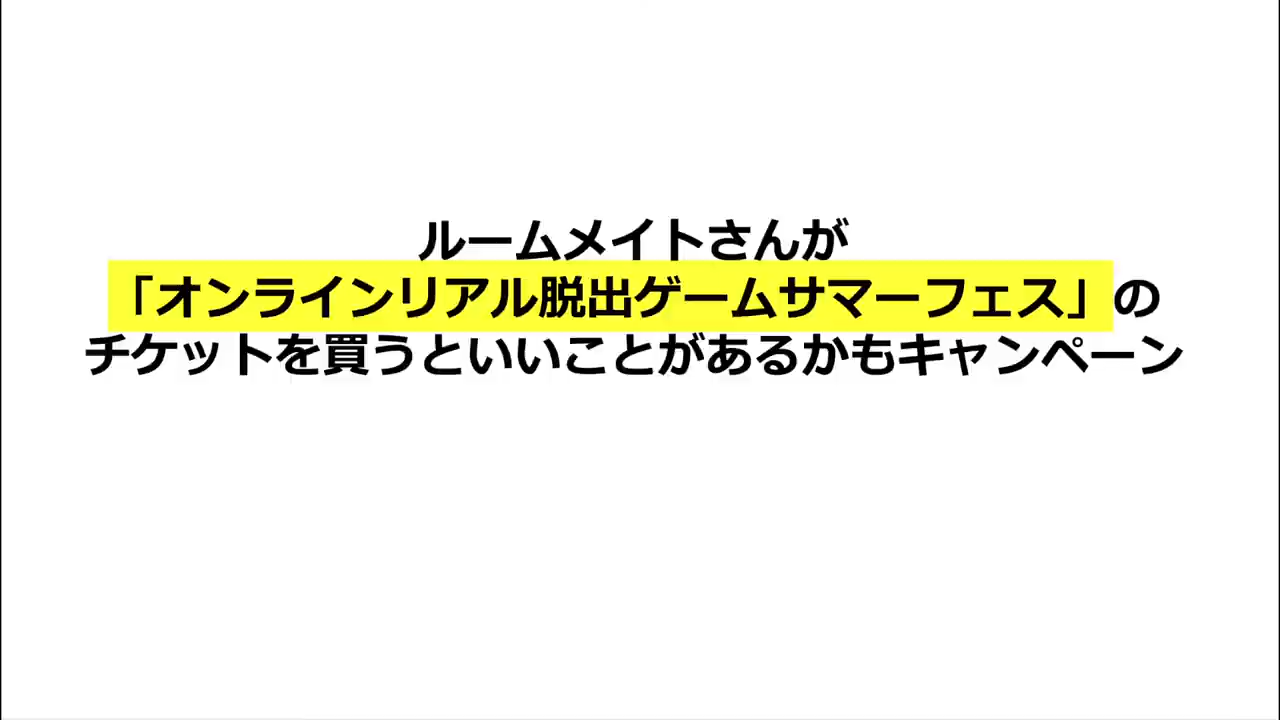 ルームメイトさんが
「オンラインリアル脱出ゲームサマーフェス」の
チケットを買うといいことがあるかもキャンペーン